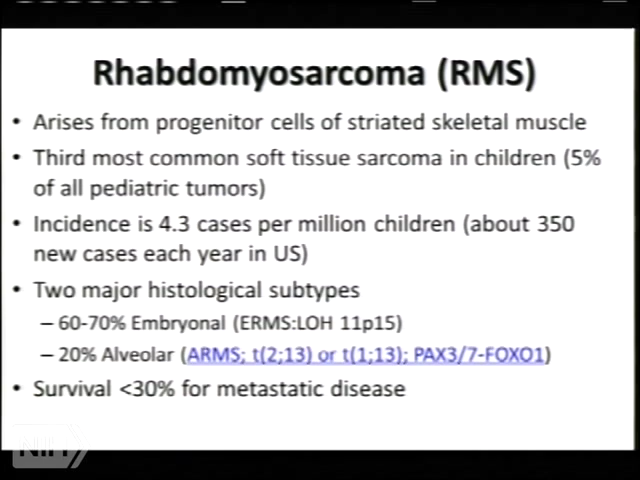 Rhabdomyosarcoma (RMS)
• Arises from progenitor cells of striated skeletal muscle
• Third most common soft tissue sarcoma in children (5%
of all pediatric tumors)
• Incidence is 4.3 cases per million children (about 350
new cases each year in US)
• Two major histological subtypes
– 60-70% Embryonal (ERMS:LOH 11p15)
– 20% Alveolar (ARMS; t(2;13) or t(1;13); PAX3/7-FOXO1)
• Survival <30% for metastatic disease
NIH